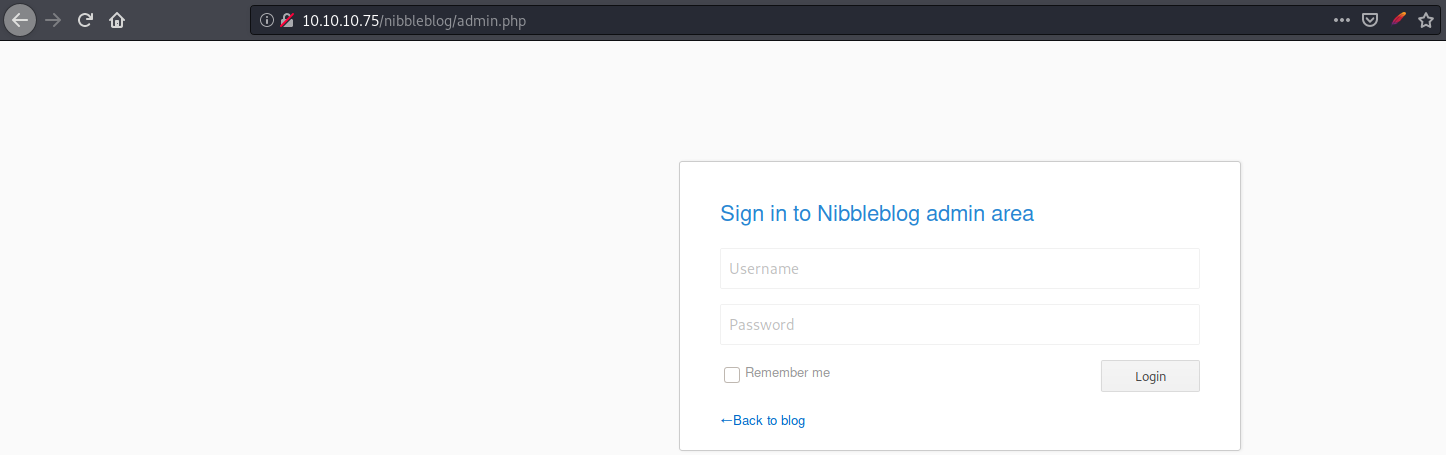 10.10.10.75/nibbleblog/admin.php
Sign in to Nibbleblog admin area
Username
Password
Remember me
Login
←Back to blog